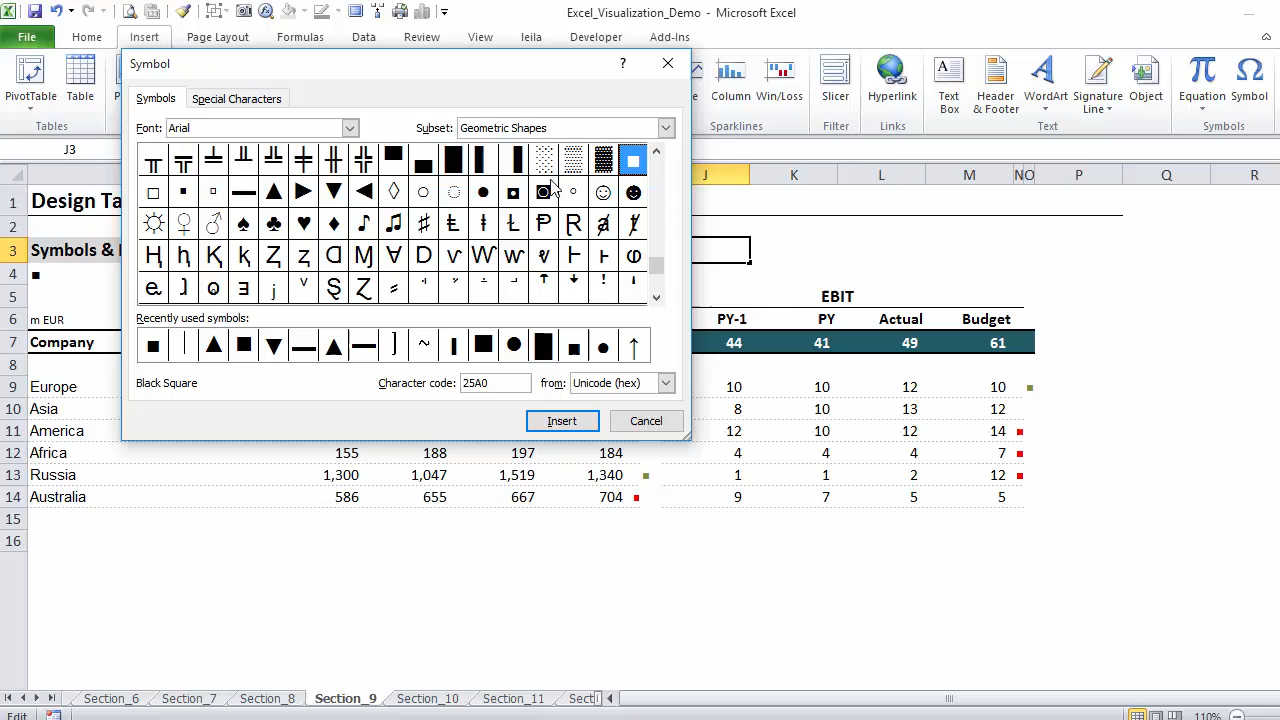 Excel_Visualization_Demo - Microsoft Excel
File Home Insert Page Layout Formulas Data Review View leila Developer Add-Ins
PivotTable Table Column Win/Loss Slicer Hyperlink Text Box Header & Footer WordArt Signature Line Object Equation Symbol
Tables Sparklines Filter Links Text Symbols
Symbol ?
Symbols Special Characters
Font: Arial Subset: Geometric Shapes
J3
╥ ╤ ╧ ╨ ╩ ╪ ╫ ╬ ▀ ▄ █ ▌ ▐ ░ ▒ ▓ ■
□ ▪ ▫ ▬ ▲ ► ▼ ◄ ◊ ○ ◌ ● ◘ ◙ ◦ ☺ ☻
☼ ♀ ♂ ♠ ♣ ♥ ♦ ♪ ♫ ♯
Recently used symbols:
■ │ ▲ ■ ▼ ▬ ▲ ▬ ] ~ ▌ ■ ● █ ■ ● ↑
Black Square Character code: 25A0 from: Unicode (hex)
Insert Cancel
J K L M N O P Q R
1 Design Ta
2
3 Symbols &
4 ■
5 EBIT
6 m EUR PY-1 PY Actual Budget
7 Company 44 41 49 61
8
9 Europe 10 10 12 10 ■
10 Asia 8 10 13 12
11 America 12 10 12 14 ■
12 Africa 155 188 197 184 4 4 4 7 ■
13 Russia 1,300 1,047 1,519 1,340 ■ 1 1 2 12 ■
14 Australia 586 655 667 704 ■ 9 7 5 5
15
16
Section_6 Section_7 Section_8 Section_9 Section_10 Section_11 Sect
Edit 110%